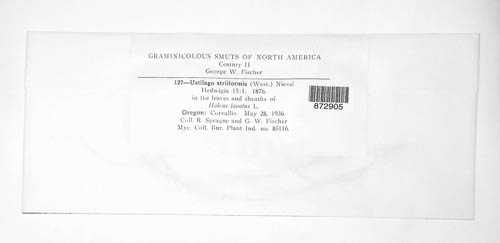 GRAMINICOLOUS SMUTS OF NORTH AMERICA
Century II
George W. Fischer
127—Ustilago striiformis (West.) Niessl
Hedwigia 15:1. 1876.
in the leaves and sheaths of
Holcus lanatus L.
Oregon: Corvallis. May 28, 1936.
Coll. R. Sprague and G. W. Fischer
Myc. Coll. Bur. Plant Ind. no. 85116.
872905